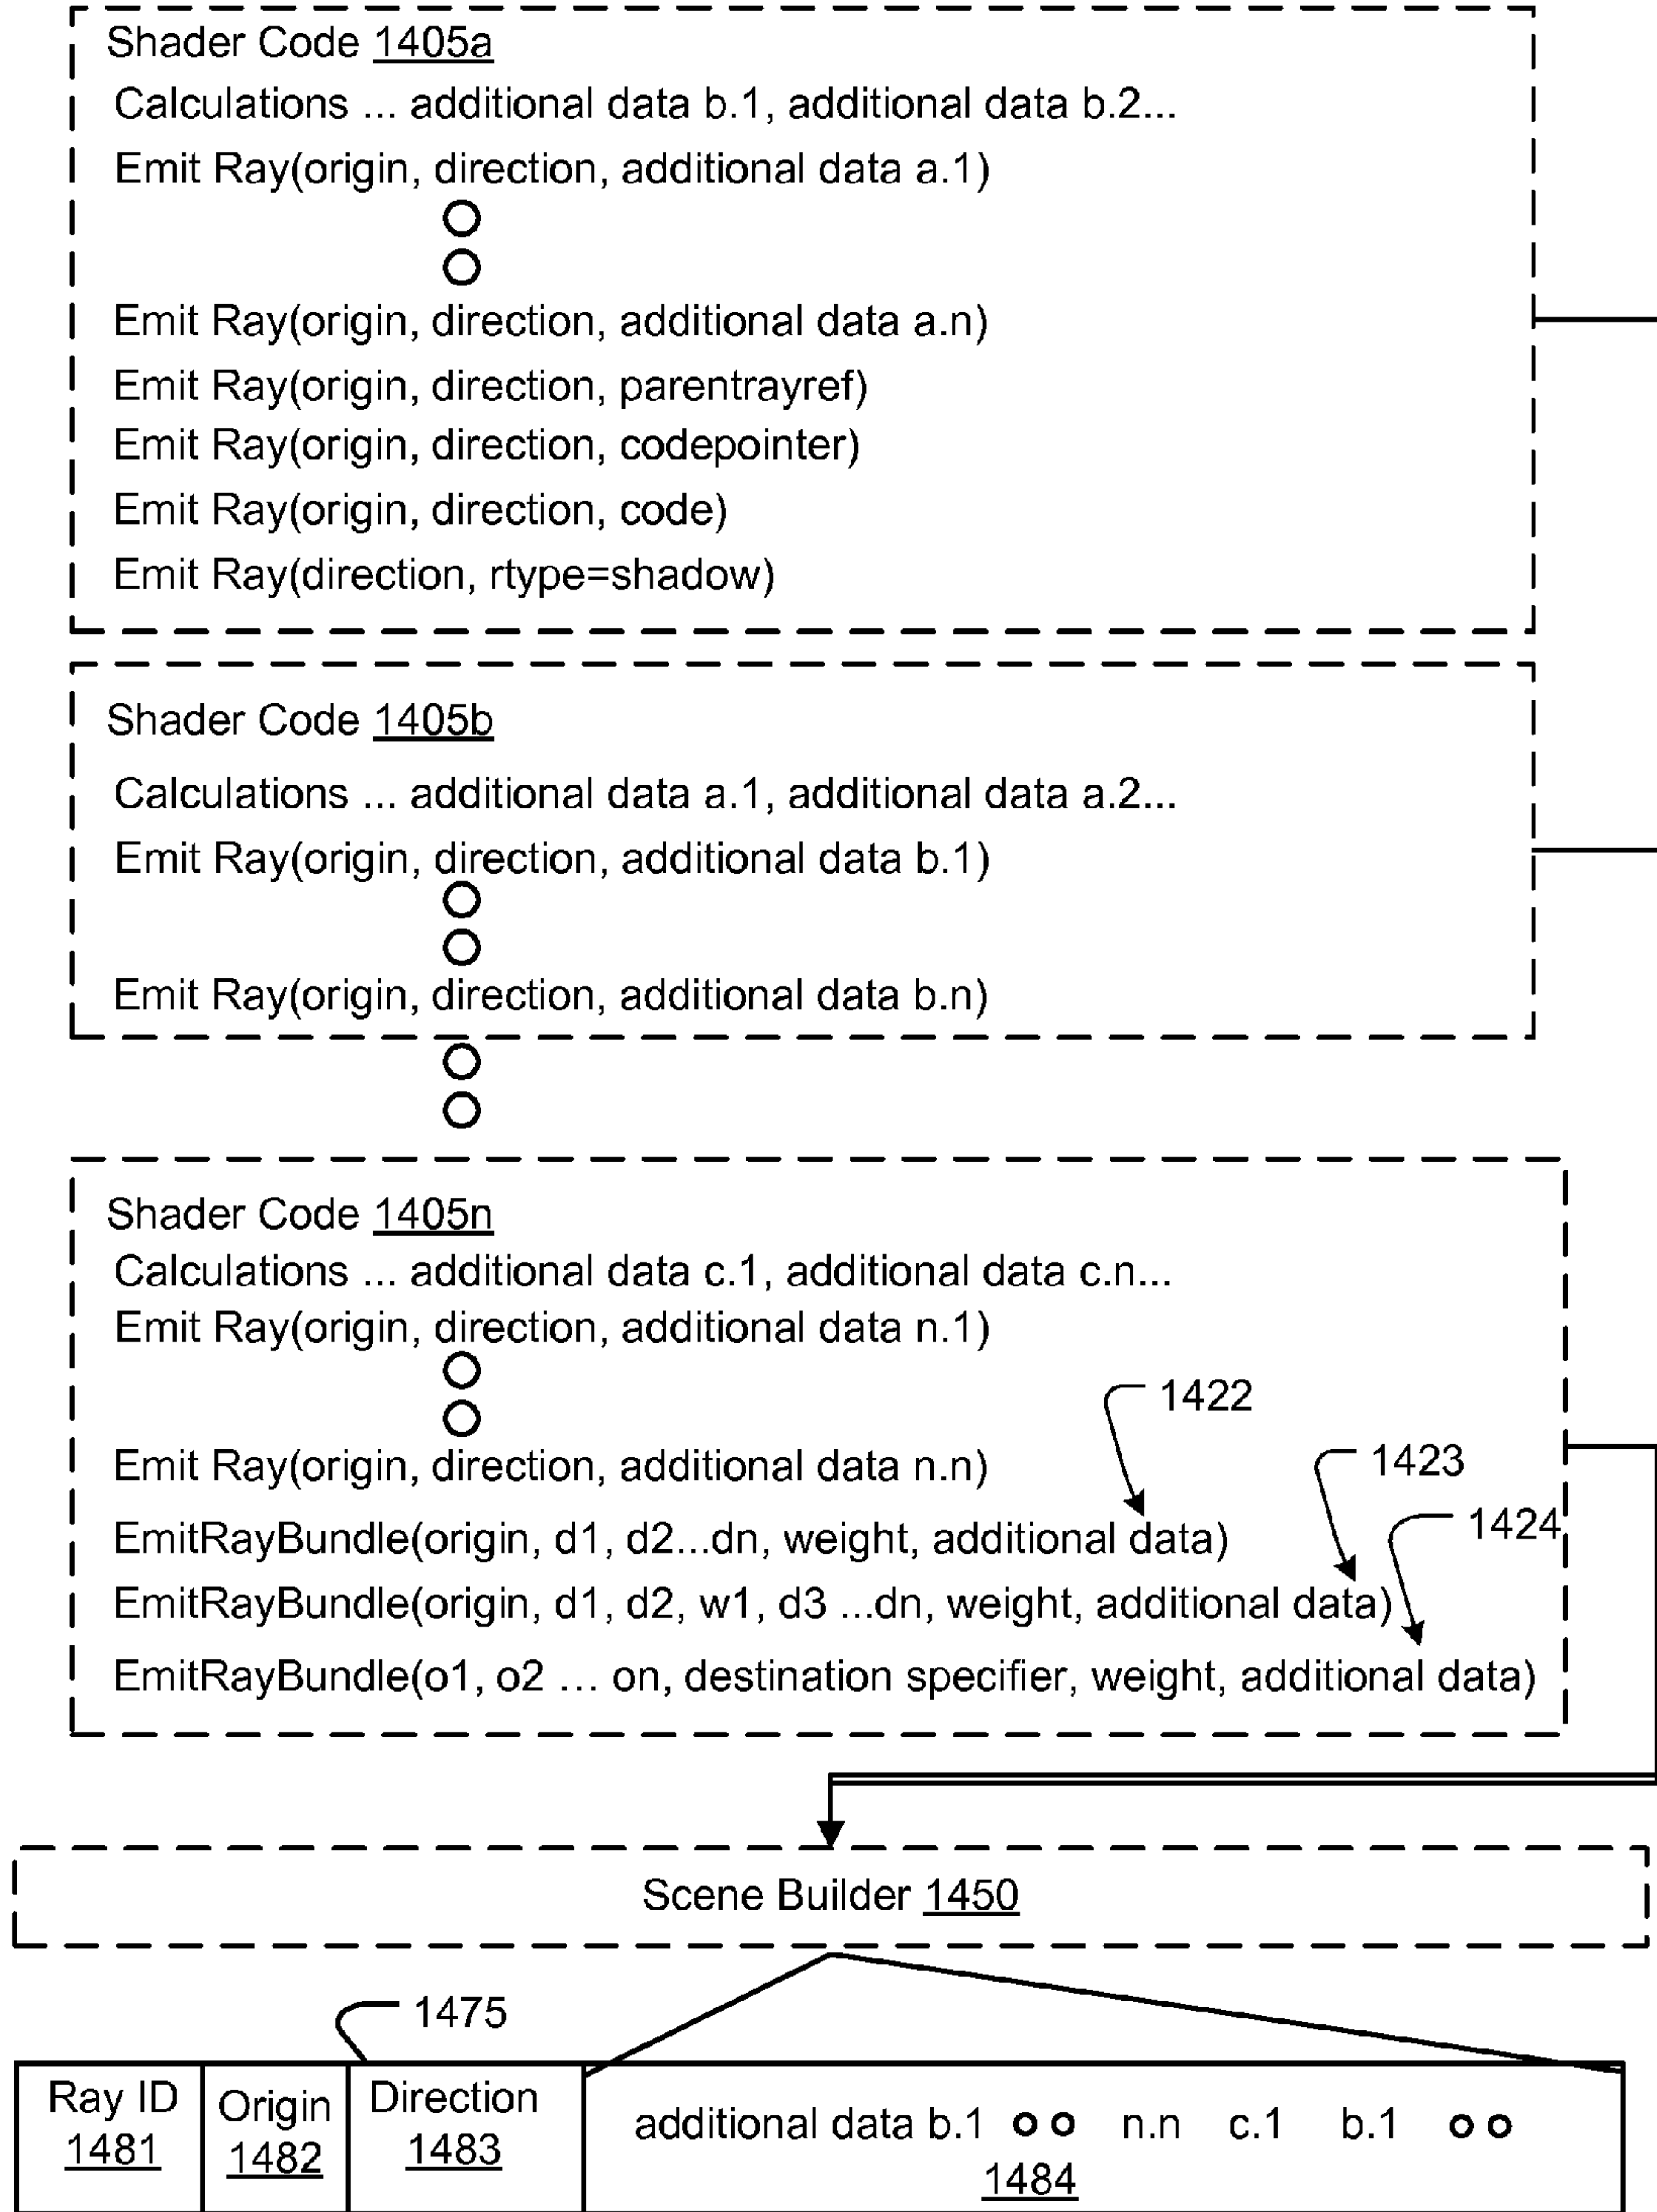 Shader Code 1405a
Calculations ... additional data b.1, additional data b.2...
Emit Ray(origin, direction, additional data a.1)
Emit Ray(origin, direction, additional data a.n)
Emit Ray(origin, direction, parentrayref)
Emit Ray(origin, direction, codepointer)
Emit Ray(origin, direction, code)
Emit Ray(direction, rtype=shadow)
Shader Code 1405b
Calculations ... additional data a.1, additional data a.2...
Emit Ray(origin, direction, additional data b.1)
Emit Ray(origin, direction, additional data b.n)
Shader Code 1405n
Calculations ... additional data c.1, additional data c.n...
Emit Ray(origin, direction, additional data n.1)
1422
Emit Ray(origin, direction, additional data n.n)
1423
1424
EmitRayBundle(origin, d1, d2...dn, weight, additional data)
EmitRayBundle(origin, d1, d2, w1, d3 ...dn, weight, additional data)
EmitRayBundle(o1, o2 ... on, destination specifier, weight, additional data)
Scene Builder 1450
1475
Ray ID
1481
Origin
1482
Direction
1483
additional data b.1 n.n c.1 b.1
1484